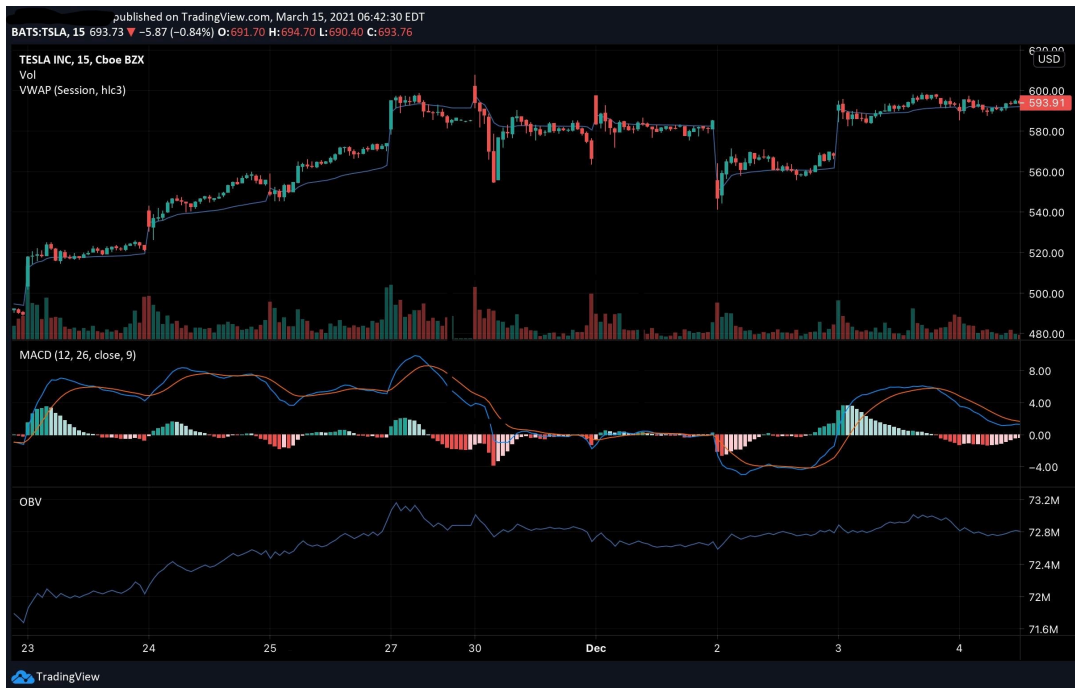 published on TradingView.com, March 15, 2021 06:42:30 EDT
BATS:TSLA, 15 693.73 ▼ −5.87 (−0.84%) O:691.70 H:694.70 L:690.40 C:693.76
TESLA INC, 15, Cboe BZX
Vol
VWAP (Session, hlc3)
620.00
USD
600.00
593.91
580.00
560.00
540.00
520.00
500.00
480.00
MACD (12, 26, close, 9)
8.00
4.00
0.00
−4.00
OBV
73.2M
72.8M
72.4M
72M
71.6M
23 24 25 27 30 Dec 2 3 4
TradingView